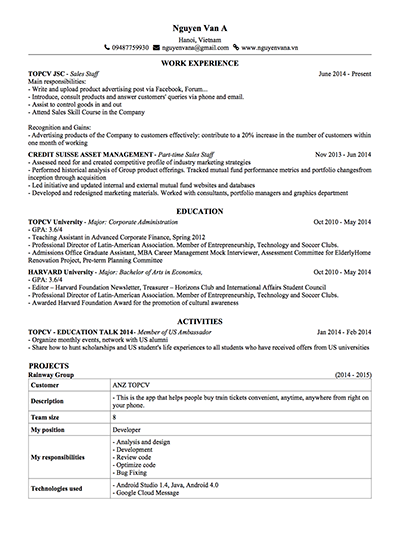 Nguyen Van A
Hanoi, Vietnam
09487759930 nguyenvana@gmail.com www.nguyenvana.vn
WORK EXPERIENCE
TOPCV JSC - Sales Staff June 2014 - Present
Main responsibilities:
- Write and upload product advertising post via Facebook, Forum...
- Introduce, consult products and answer customers' queries via phone and email.
- Assist to control goods in and out
- Attend Sales Skill Course in the Company
Recognition and Gains:
- Advertising products of the Company to customers effectively: contribute to a 20% increase in the number of customers within
one month of working
CREDIT SUISSE ASSET MANAGEMENT - Part-time Sales Staff Nov 2013 - Jun 2014
- Assessed need for and created competitive profile of industry marketing strategies
- Performed historical analysis of Group product offerings. Tracked mutual fund performance metrics and portfolio changesfrom
inception through acquisition
- Led initiative and updated internal and external mutual fund websites and databases
- Developed and redesigned marketing materials. Worked with consultants, portfolio managers and graphics department
EDUCATION
TOPCV University - Major: Corporate Administration Oct 2010 - May 2014
- GPA: 3.6/4
- Teaching Assistant in Advanced Corporate Finance, Spring 2012
- Professional Director of Latin-American Association. Member of Entrepreneurship, Technology and Soccer Clubs.
- Admissions Office Graduate Assistant, MBA Career Management Mock Interviewer, Assessment Committee for ElderlyHome
Renovation Project, Pre-term Planning Committee
HARVARD University - Major: Bachelor of Arts in Economics, Oct 2010 - May 2014
- GPA: 3.6/4
- Editor – Harvard Foundation Newsletter, Treasurer – Horizons Club and International Affairs Student Council
- Professional Director of Latin-American Association. Member of Entrepreneurship, Technology and Soccer Clubs
- Awarded Harvard Foundation Award for the immense impact and contribution to campus diversity
ACTIVITIES
TOPCV - EDUCATION TALK 2014- Member of US Ambassador Jan 2014 - Feb 2014
- Organize monthly events, network with US alumni
- Share how to hunt scholarships and US student's life experiences to all students who have received offers from US universities
PROJECTS
Rainway Group (2014 - 2015)
Customer ANZ TOPCV
Description - This is the app that helps people buy train tickets convenient, anytime, anywhere from right on
your phone.
Team size 8
My position Developer
My responsibilities - Analysis and design
- Development
- Review code
- Optimize code
- Bug Fixing
Technologies used - Android Studio 1.4, Java, Android 4.0
- Google Cloud Message